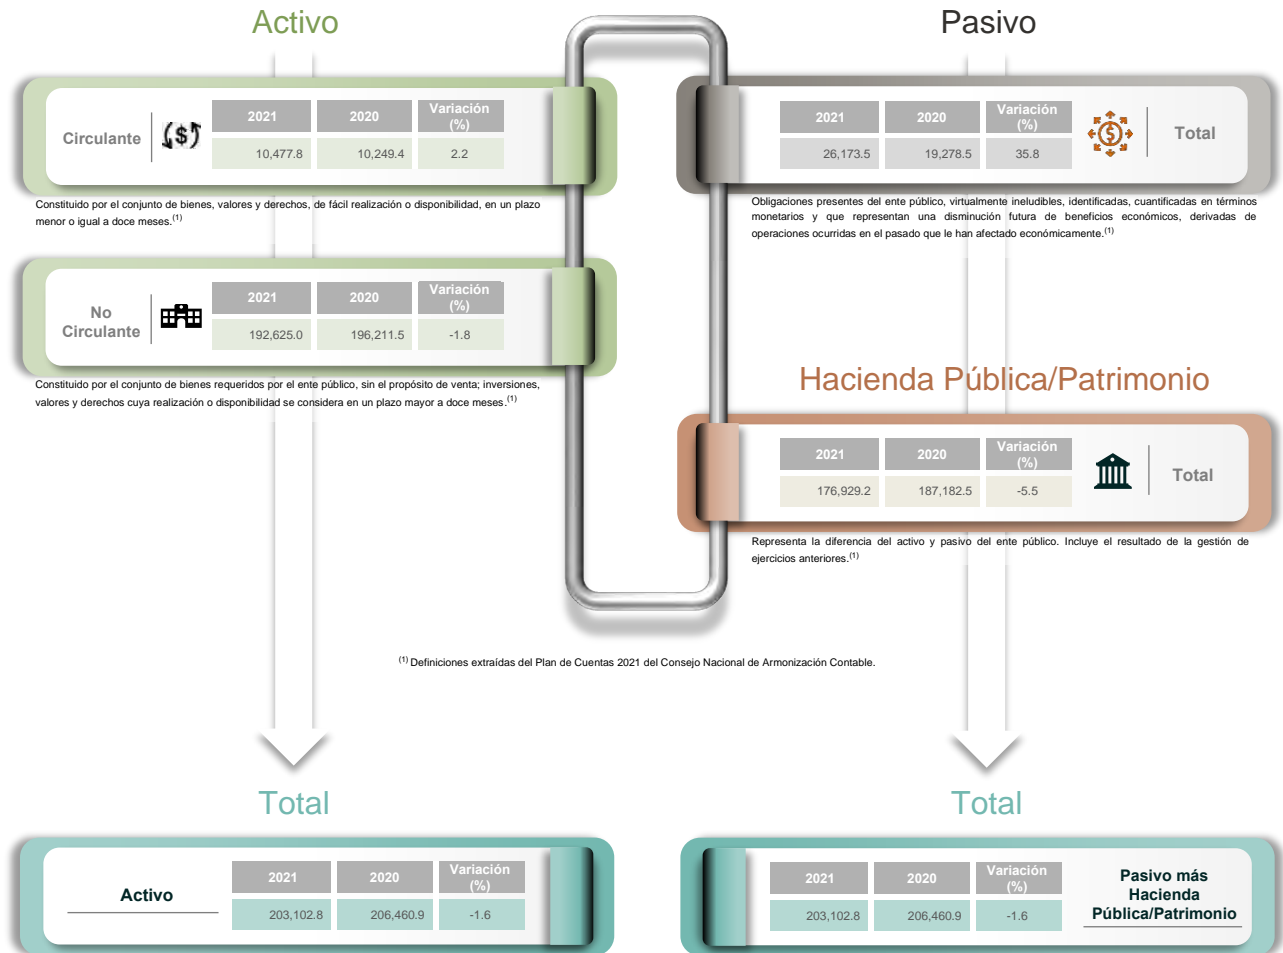 Activo
Circulante
2021 2020 Variación (%)
10,477.8 10,249.4 2.2
Constituido por el conjunto de bienes, valores y derechos, de fácil realización o disponibilidad, en un plazo
menor o igual a doce meses.(1)
No
Circulante
2021 2020 Variación (%)
192,625.0 196,211.5 -1.8
Constituido por el conjunto de bienes requeridos por el ente público, sin el propósito de venta; inversiones,
valores y derechos cuya realización o disponibilidad se considera en un plazo mayor a doce meses.(1)
Pasivo
2021 2020 Variación (%)
26,173.5 19,278.5 35.8
Total
Obligaciones presentes del ente público, virtualmente ineludibles, identificadas, cuantificadas en términos
monetarios y que representan una disminución futura de beneficios económicos, derivadas de
operaciones ocurridas en el pasado que le han afectado económicamente.(1)
Hacienda Pública/Patrimonio
2021 2020 Variación (%)
176,929.2 187,182.5 -5.5
Total
Representa la diferencia del activo y pasivo del ente público. Incluye el resultado de la gestión de
ejercicios anteriores.(1)
(1) Definiciones extraídas del Plan de Cuentas 2021 del Consejo Nacional de Armonización Contable.
Total
Activo
2021 2020 Variación (%)
203,102.8 206,460.9 -1.6
Total
2021 2020 Variación (%)
203,102.8 206,460.9 -1.6
Pasivo más
Hacienda
Pública/Patrimonio